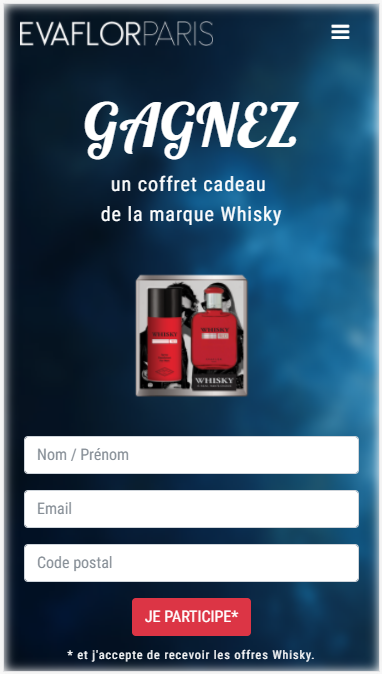 EVAFLORPARIS
GAGNEZ
un coffret cadeau
de la marque Whisky
WHISKY
WHISKY
WHISKY
Nom / Prénom
Email
Code postal
JE PARTICIPE*
* et j'accepte de recevoir les offres Whisky.